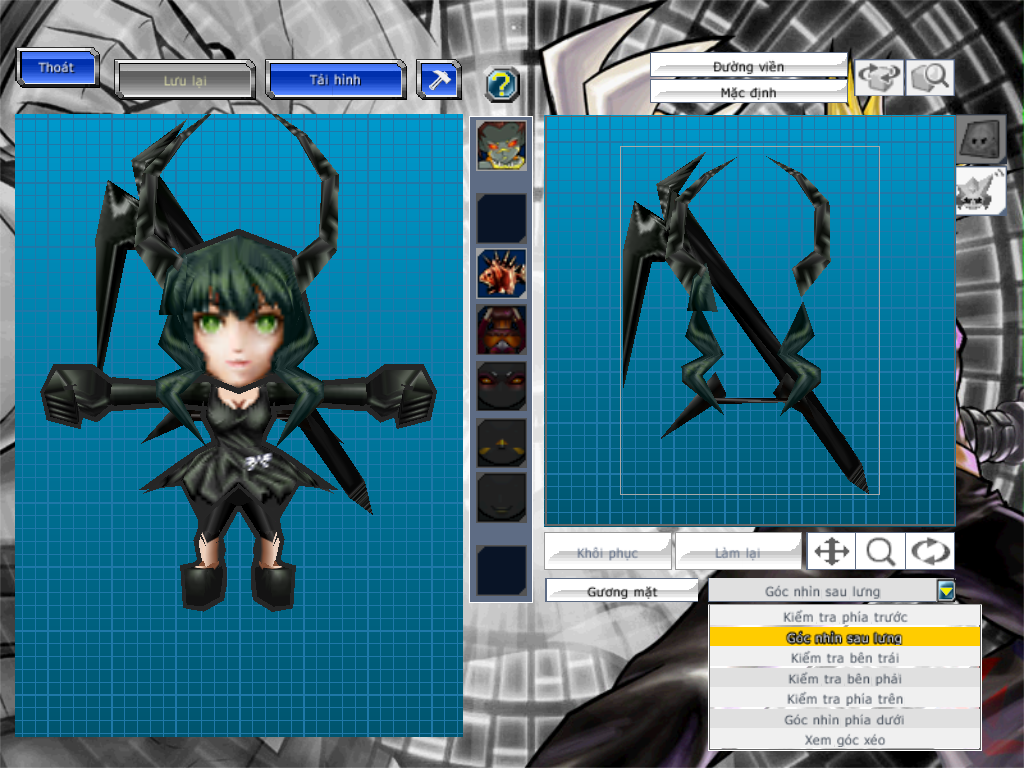 Thoát
Lưu lại
Tải hình
?
Đường viền
Mặc định
Khôi phục
Làm lại
Gương mặt
Góc nhìn sau lưng
Kiểm tra phía trước
Góc nhìn sau lưng
Kiểm tra bên trái
Kiểm tra bên phải
Kiểm tra phía trên
Góc nhìn phía dưới
Xem góc xéo